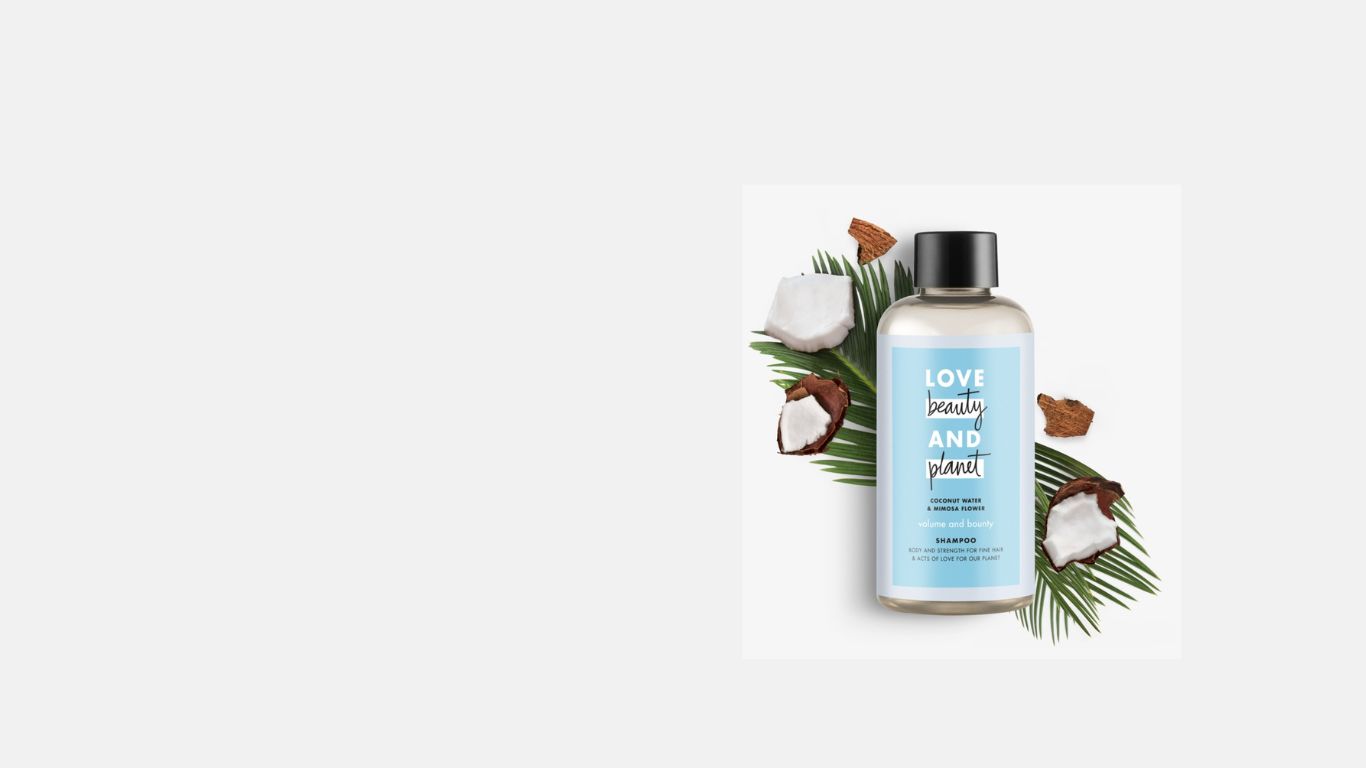 LOVE
beauty
AND
planet
COCONUT WATER
& MIMOSA FLOWER
volume and bounty
SHAMPOO
BODY AND STRENGTH FOR FINE HAIR
& ACTS OF LOVE FOR OUR PLANET